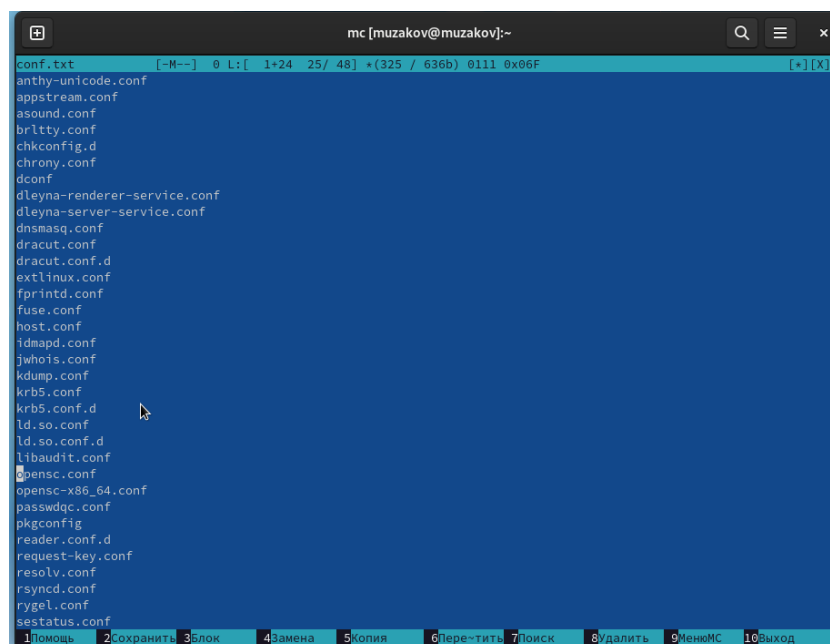 mc [muzakov@muzakov]:~
conf.txt [-M--] 0 L:[ 1+24 25/ 48] *(325 / 636b) 0111 0x06F [*][X]
anthy-unicode.conf
appstream.conf
asound.conf
brltty.conf
chkconfig.d
chrony.conf
dconf
dleyna-renderer-service.conf
dleyna-server-service.conf
dnsmasq.conf
dracut.conf
dracut.conf.d
extlinux.conf
fprintd.conf
fuse.conf
host.conf
idmapd.conf
jwhois.conf
kdump.conf
krb5.conf
krb5.conf.d
ld.so.conf
ld.so.conf.d
libaudit.conf
opensc.conf
opensc-x86_64.conf
passwdqc.conf
pkgconfig
reader.conf.d
request-key.conf
resolv.conf
rsyncd.conf
rygel.conf
sestatus.conf
1Помощь 2Сохранить 3Блок 4Замена 5Копия 6Пере~тить 7Поиск 8Удалить 9МенюMC 10Выход